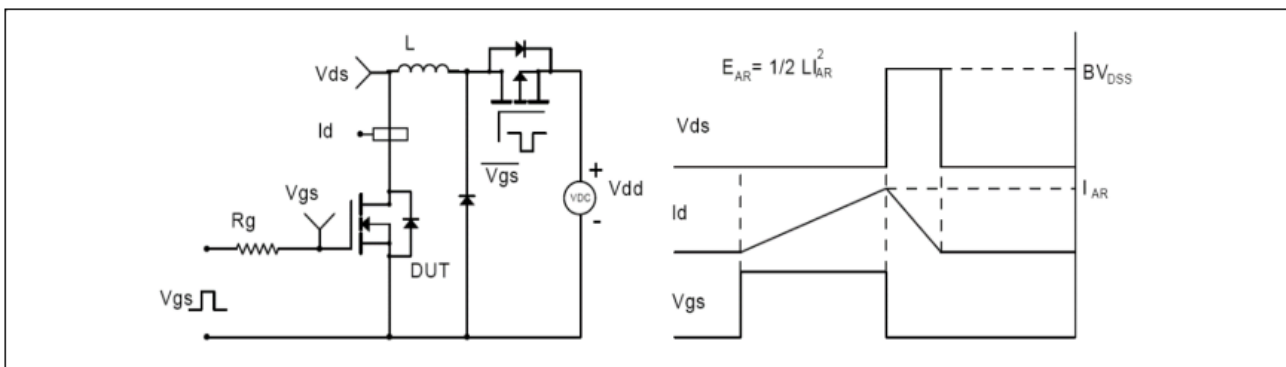 L
Vds
Id
Vgs
Vgs
Rg
DUT
Vgs
+
VDC
Vdd
-
E_AR = 1/2 LI²_AR
BV_DSS
Vds
I_AR
Id
Vgs